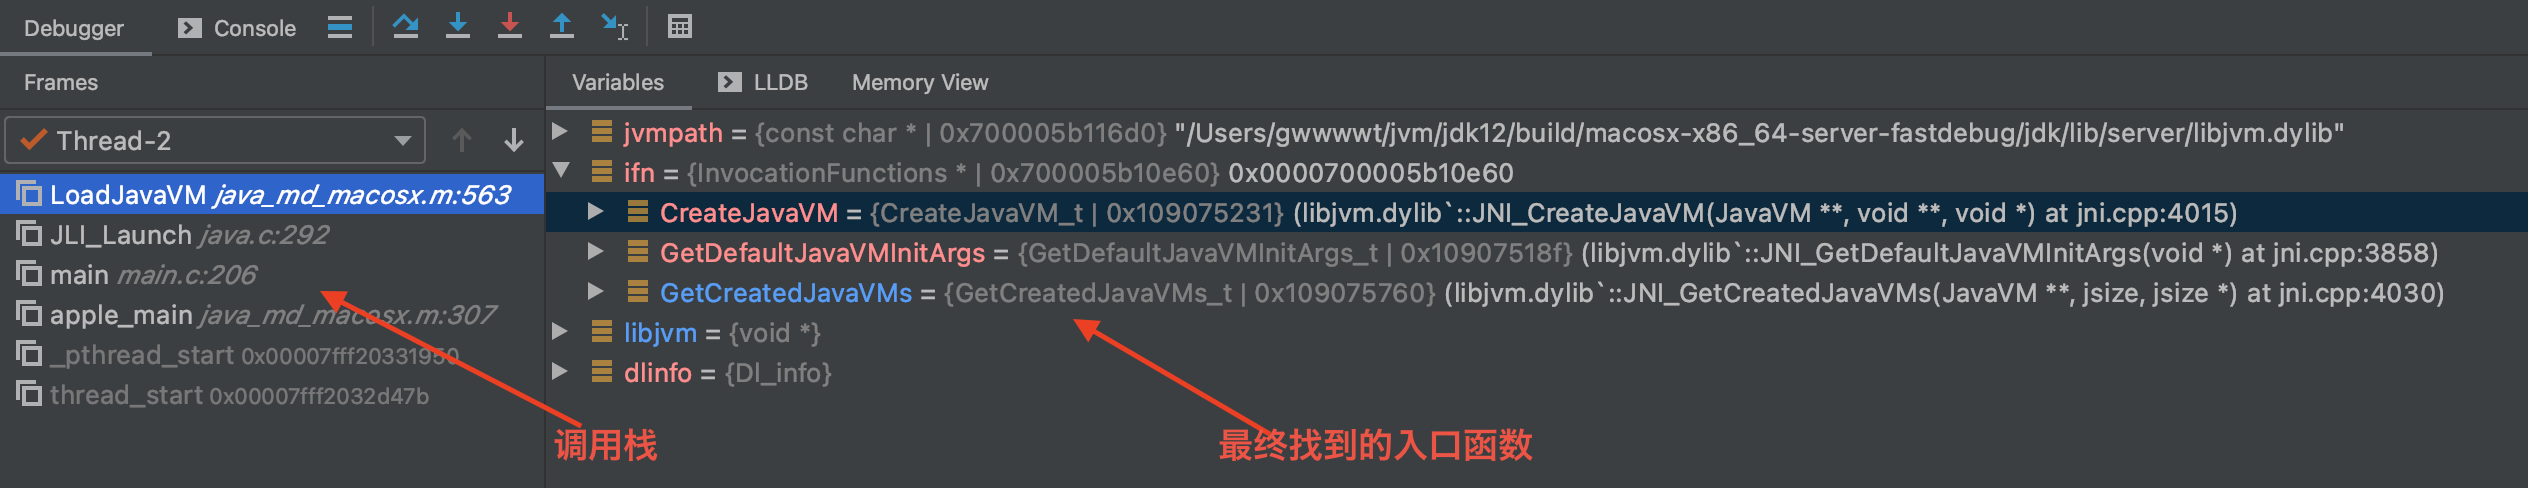 Debugger Console
Frames
Variables LLDB Memory View
Thread-2
LoadJavaVM java_md_macosx.m:563
JLI_Launch java.c:292
main main.c:206
apple_main java_md_macosx.m:307
_pthread_start 0x00007fff20331950
thread_start 0x00007fff2032d47b
jvmpath = {const char * | 0x700005b116d0} "/Users/gwwwwt/jvm/jdk12/build/macosx-x86_64-server-fastdebug/jdk/lib/server/libjvm.dylib"
ifn = {InvocationFunctions * | 0x700005b10e60} 0x0000700005b10e60
CreateJavaVM = {CreateJavaVM_t | 0x109075231} (libjvm.dylib`::JNI_CreateJavaVM(JavaVM **, void **, void *) at jni.cpp:4015)
GetDefaultJavaVMInitArgs = {GetDefaultJavaVMInitArgs_t | 0x10907518f} (libjvm.dylib`::JNI_GetDefaultJavaVMInitArgs(void *) at jni.cpp:3858)
GetCreatedJavaVMs = {GetCreatedJavaVMs_t | 0x109075760} (libjvm.dylib`::JNI_GetCreatedJavaVMs(JavaVM **, jsize, jsize *) at jni.cpp:4030)
libjvm = {void *}
dlinfo = {Dl_info}
调用栈
最终找到的入口函数